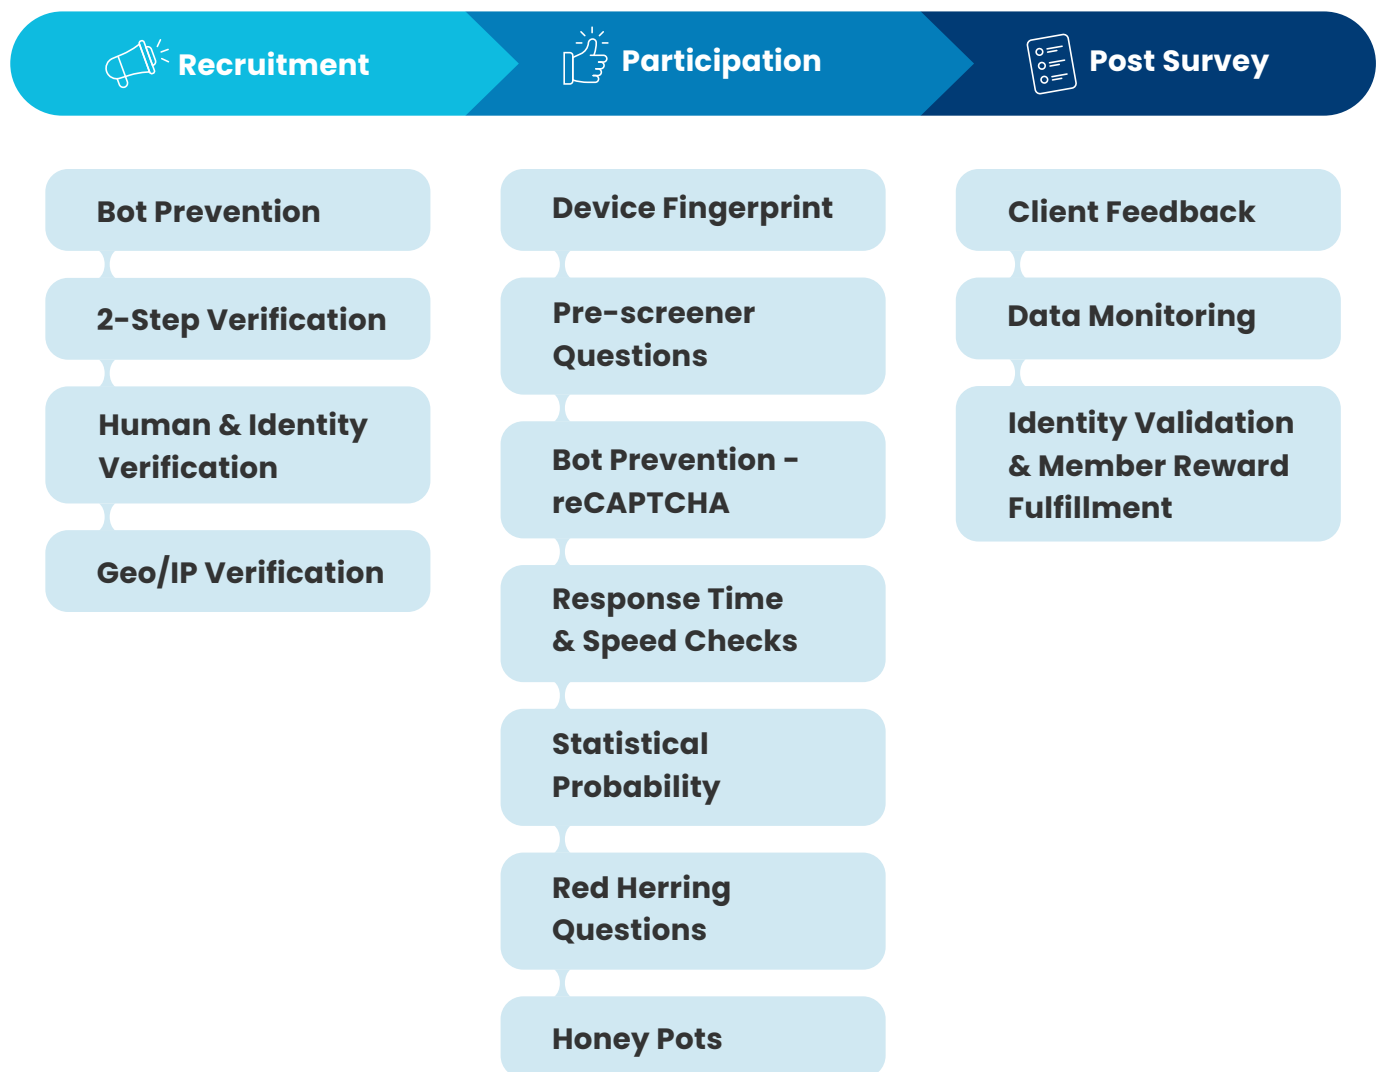 Recruitment
Participation
Post Survey
Bot Prevention
2-Step Verification
Human & Identity
Verification
Geo/IP Verification
Device Fingerprint
Pre-screener
Questions
Bot Prevention -
reCAPTCHA
Response Time
& Speed Checks
Statistical
Probability
Red Herring
Questions
Honey Pots
Client Feedback
Data Monitoring
Identity Validation
& Member Reward
Fulfillment